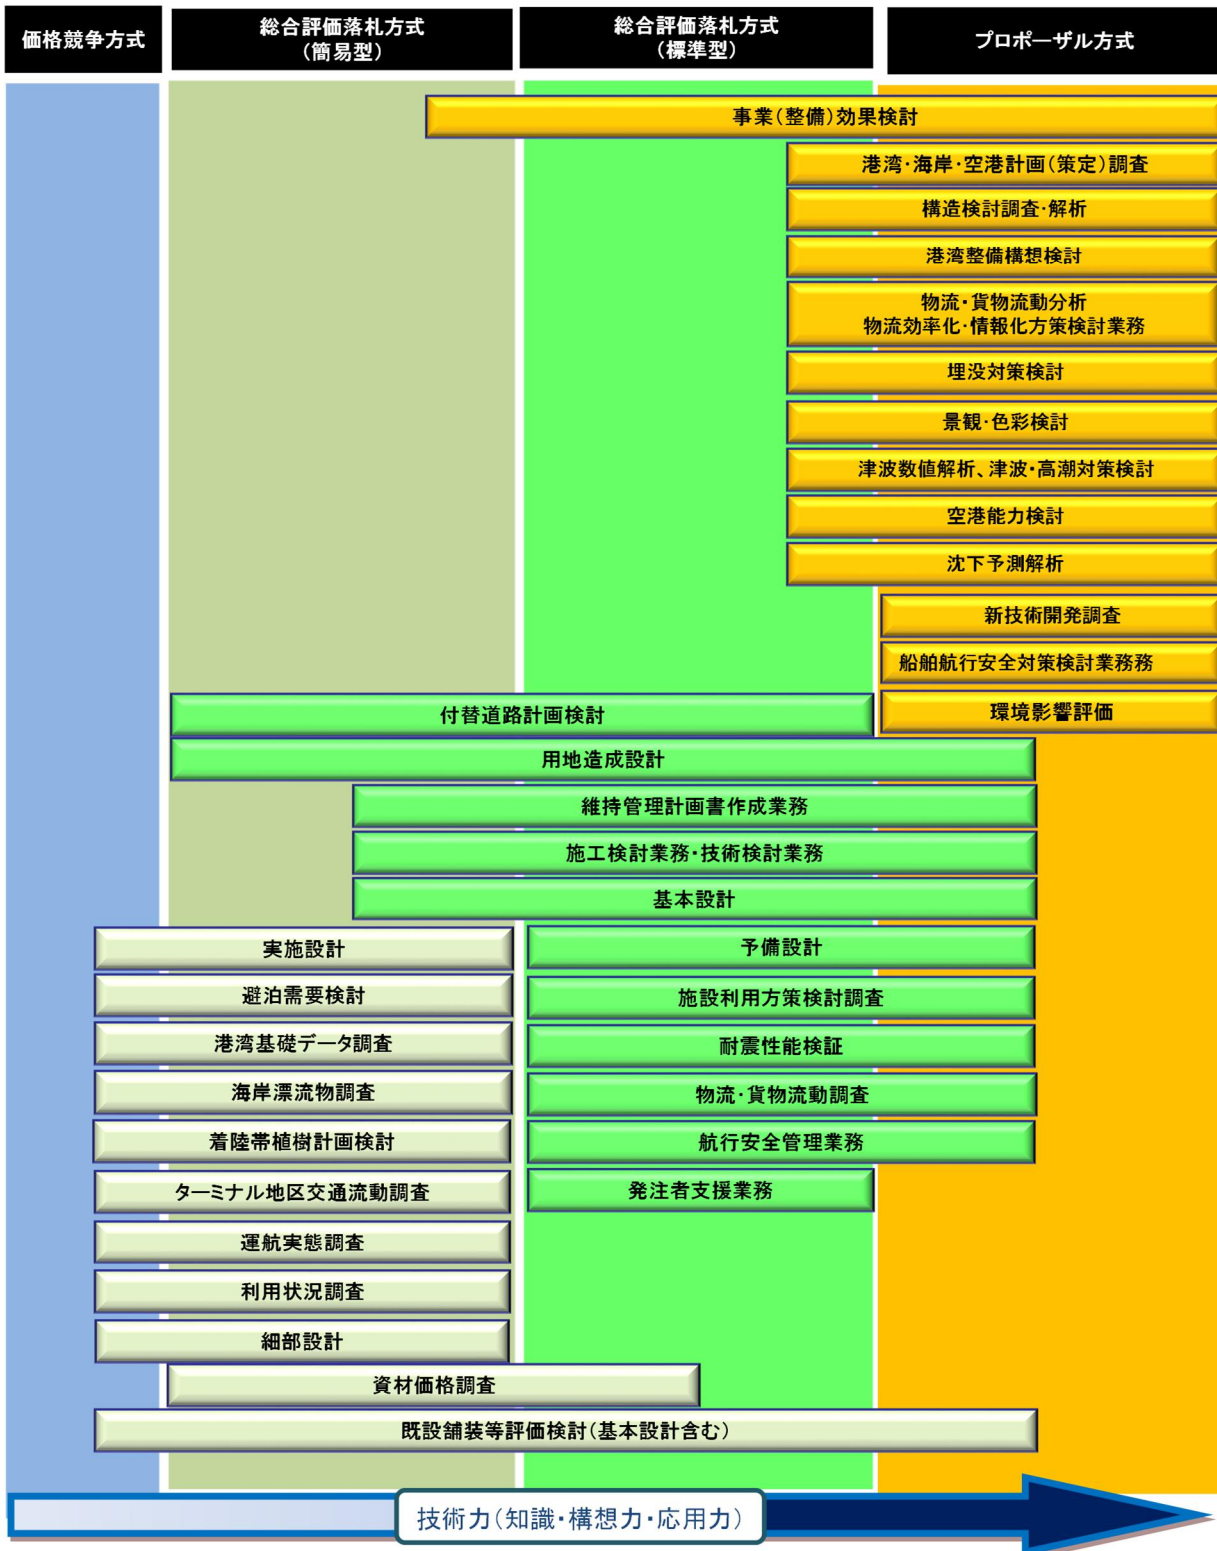 価格競争方式
総合評価落札方式
(簡易型)
総合評価落札方式
(標準型)
プロポーザル方式
事業(整備)効果検討
港湾・海岸・空港計画(策定)調査
構造検討調査・解析
港湾整備構想検討
物流・貨物流動分析
物流効率化・情報化方策検討業務
埋没対策検討
景観・色彩検討
津波数値解析、津波・高潮対策検討
空港能力検討
沈下予測解析
新技術開発調査
船舶航行安全対策検討業務務
環境影響評価
付替道路計画検討
用地造成設計
維持管理計画書作成業務
施工検討業務・技術検討業務
基本設計
実施設計
予備設計
避泊需要検討
施設利用方策検討調査
港湾基礎データ調査
耐震性能検証
海岸漂流物調査
物流・貨物流動調査
着陸帯植樹計画検討
航行安全管理業務
ターミナル地区交通流動調査
発注者支援業務
運航実態調査
利用状況調査
細部設計
資材価格調査
既設舗装等評価検討(基本設計含む)
技術力(知識・構想力・応用力)